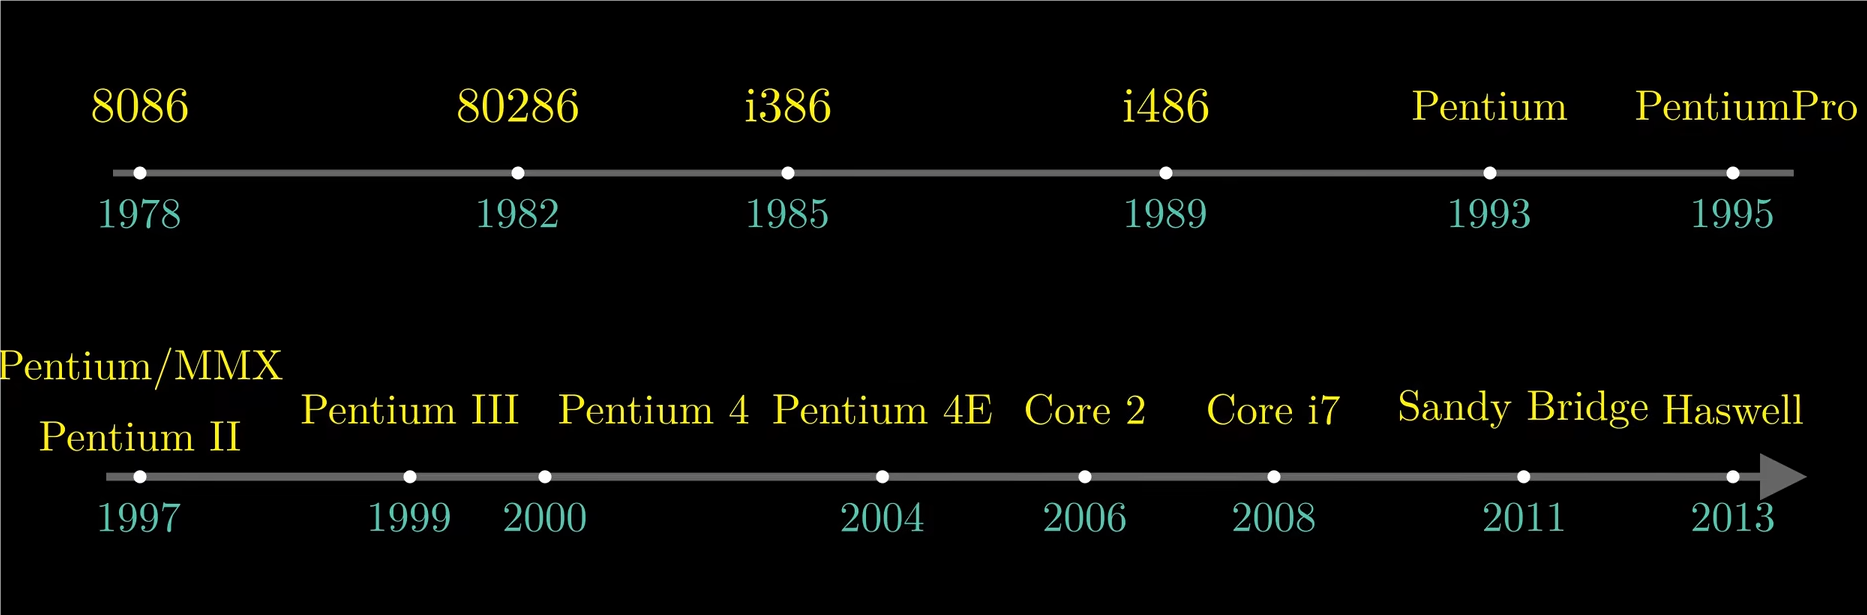 8086 80286 i386 i486 Pentium PentiumPro
1978 1982 1985 1989 1993 1995
Pentium/MMX
Pentium III Pentium 4 Pentium 4E Core 2 Core i7 Sandy Bridge Haswell
Pentium II
1997 1999 2000 2004 2006 2008 2011 2013